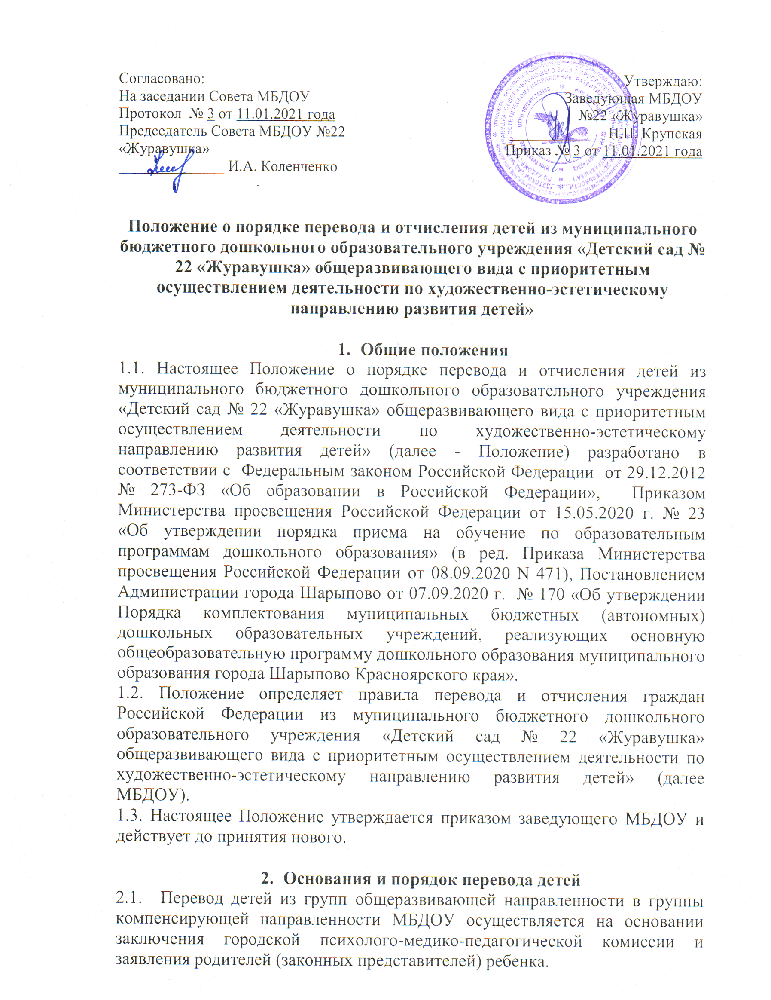 Согласовано:
На заседании Совета МБДОУ
Протокол № 3 от 11.01.2021 года
Председатель Совета МБДОУ №22
«Журавушка»
И.А. Коленченко
Утверждаю:
Заведующая МБДОУ
№22 «Журавушка»
Н.П. Крупская
Приказ № 3 от 11.01.2021 года
ОГРН 1022401743363
Положение о порядке перевода и отчисления детей из муниципального
бюджетного дошкольного образовательного учреждения «Детский сад №
22 «Журавушка» общеразвивающего вида с приоритетным
осуществлением деятельности по художественно-эстетическому
направлению развития детей»
1. Общие положения
1.1. Настоящее Положение о порядке перевода и отчисления детей из
муниципального бюджетного дошкольного образовательного учреждения
«Детский сад № 22 «Журавушка» общеразвивающего вида с приоритетным
осуществлением деятельности по художественно-эстетическому
направлению развития детей» (далее - Положение) разработано в
соответствии с Федеральным законом Российской Федерации от 29.12.2012
№ 273-ФЗ «Об образовании в Российской Федерации», Приказом
Министерства просвещения Российской Федерации от 15.05.2020 г. № 23
«Об утверждении порядка приема на обучение по образовательным
программам дошкольного образования» (в ред. Приказа Министерства
просвещения Российской Федерации от 08.09.2020 N 471), Постановлением
Администрации города Шарыпово от 07.09.2020 г. № 170 «Об утверждении
Порядка комплектования муниципальных бюджетных (автономных)
дошкольных образовательных учреждений, реализующих основную
общеобразовательную программу дошкольного образования муниципального
образования города Шарыпово Красноярского края».
1.2. Положение определяет правила перевода и отчисления граждан
Российской Федерации из муниципального бюджетного дошкольного
образовательного учреждения «Детский сад № 22 «Журавушка»
общеразвивающего вида с приоритетным осуществлением деятельности по
художественно-эстетическому направлению развития детей» (далее
МБДОУ).
1.3. Настоящее Положение утверждается приказом заведующего МБДОУ и
действует до принятия нового.
2. Основания и порядок перевода детей
2.1. Перевод детей из групп общеразвивающей направленности в группы
компенсирующей направленности МБДОУ осуществляется на основании
заключения городской психолого-медико-педагогической комиссии и
заявления родителей (законных представителей) ребенка.